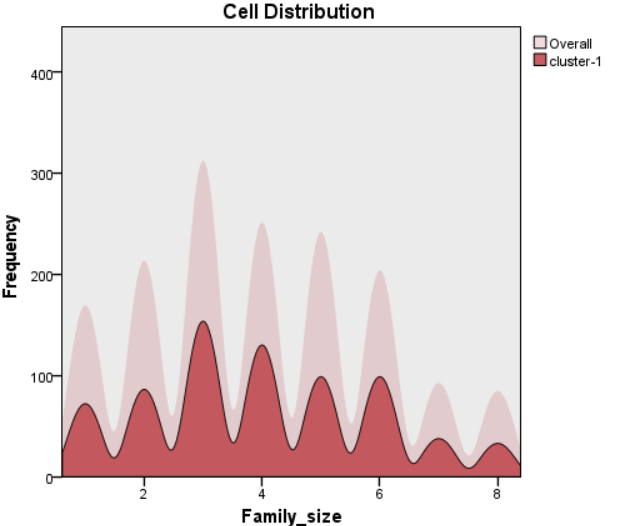 Cell Distribution
Overall
cluster-1
400
300
200
100
0
Frequency
2
4
6
8
Family_size